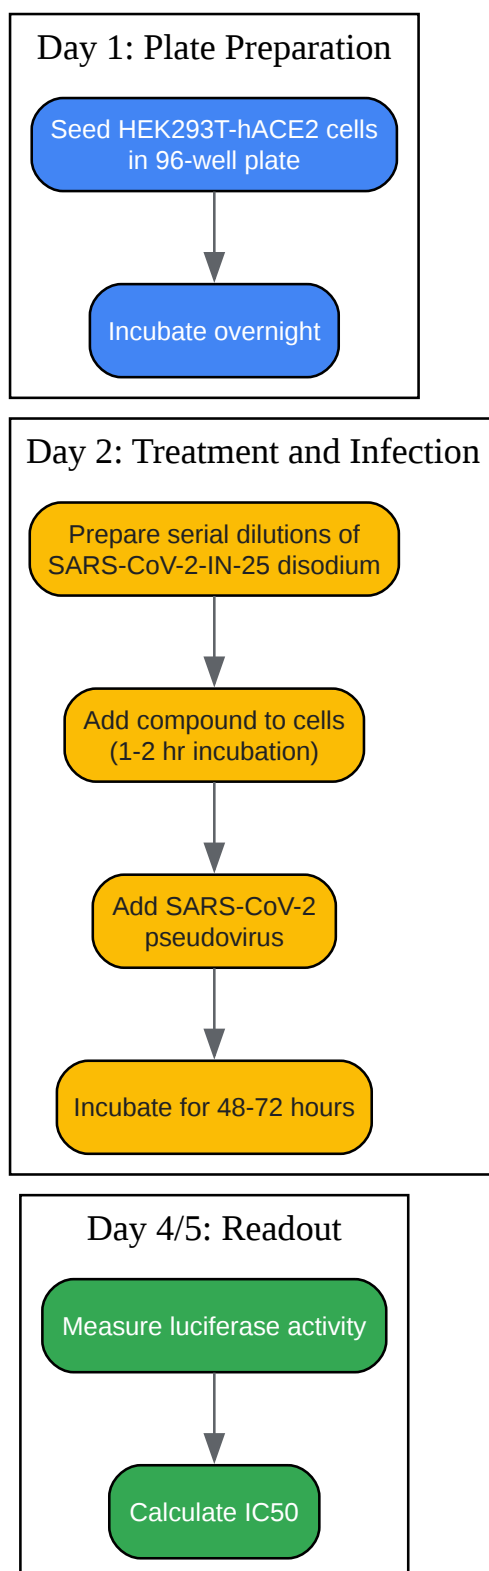 Day 1: Plate Preparation
Seed HEK293T-hACE2 cells
in 96-well plate
Incubate overnight
Day 2: Treatment and Infection
Prepare serial dilutions of
SARS-CoV-2-IN-25 disodium
Add compound to cells
(1-2 hr incubation)
Add SARS-CoV-2
pseudovirus
Incubate for 48-72 hours
Day 4/5: Readout
Measure luciferase activity
Calculate IC50